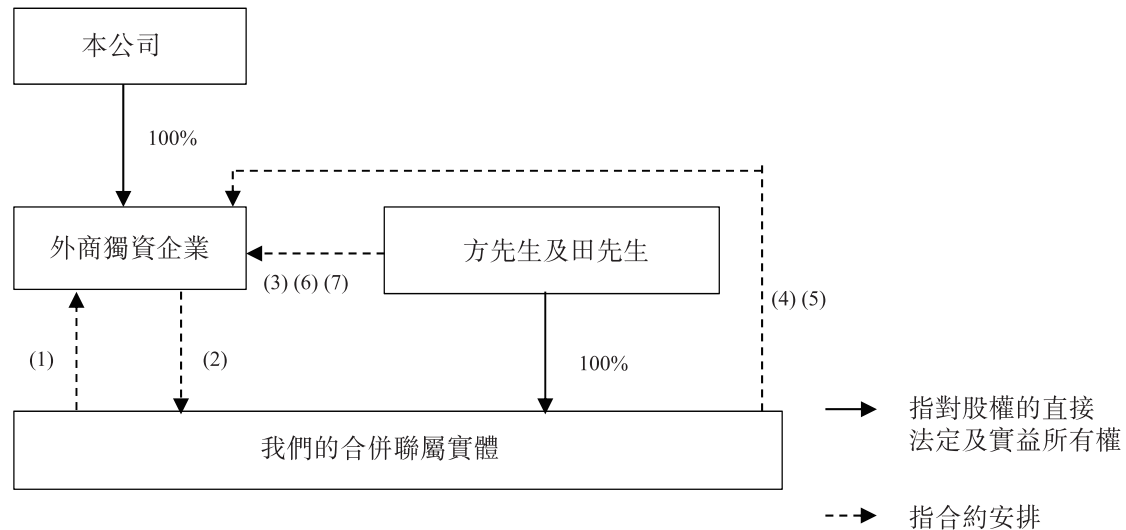 本公司
100%
外商獨資企業
方先生及田先生
(3) (6) (7)
(4) (5)
(1)
(2)
100%
我們的合併聯屬實體
指對股權的直接
法定及實益所有權
指合約安排